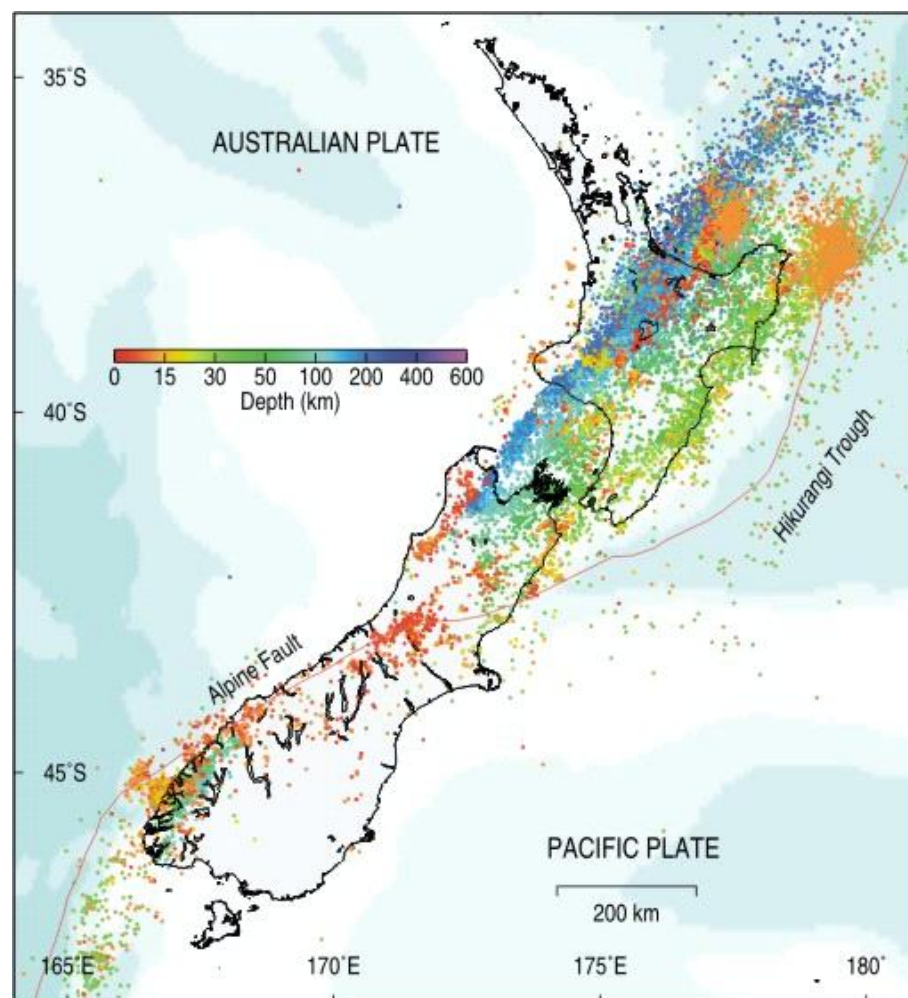 35°S
AUSTRALIAN PLATE
0 15 30 50 100 200 400 600
Depth (km)
40°S
Hikurangi Trough
Alpine Fault
45°S
PACIFIC PLATE
200 km
165°E 170°E 175°E 180°